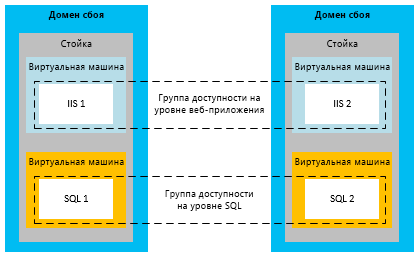 Домен сбоя
Стойка
Виртуальная машина
IIS 1
Виртуальная машина
SQL 1
Группа доступности на
уровне веб-приложения
Группа доступности
на уровне SQL
Домен сбоя
Стойка
Виртуальная машина
IIS 2
Виртуальная машина
SQL 2